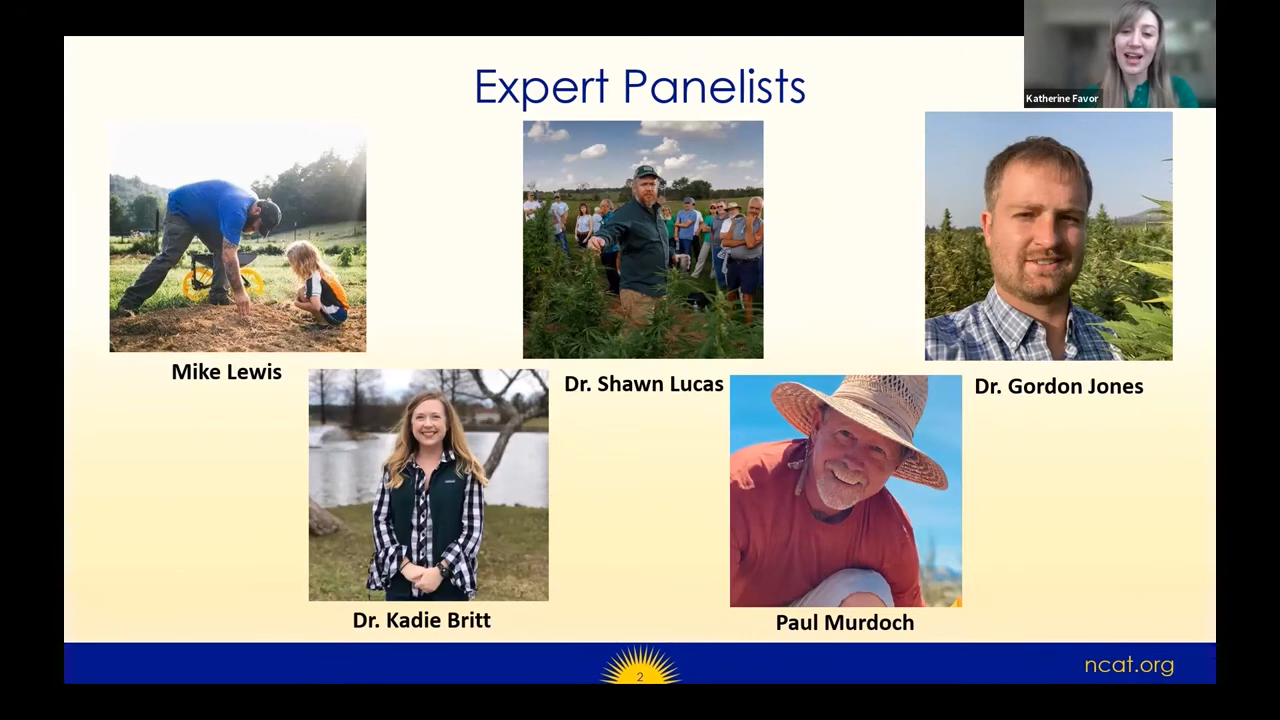 Expert Panelists
Katherine Favor
Mike Lewis
Dr. Shawn Lucas
Dr. Gordon Jones
Dr. Kadie Britt
Paul Murdoch
2
ncat.org